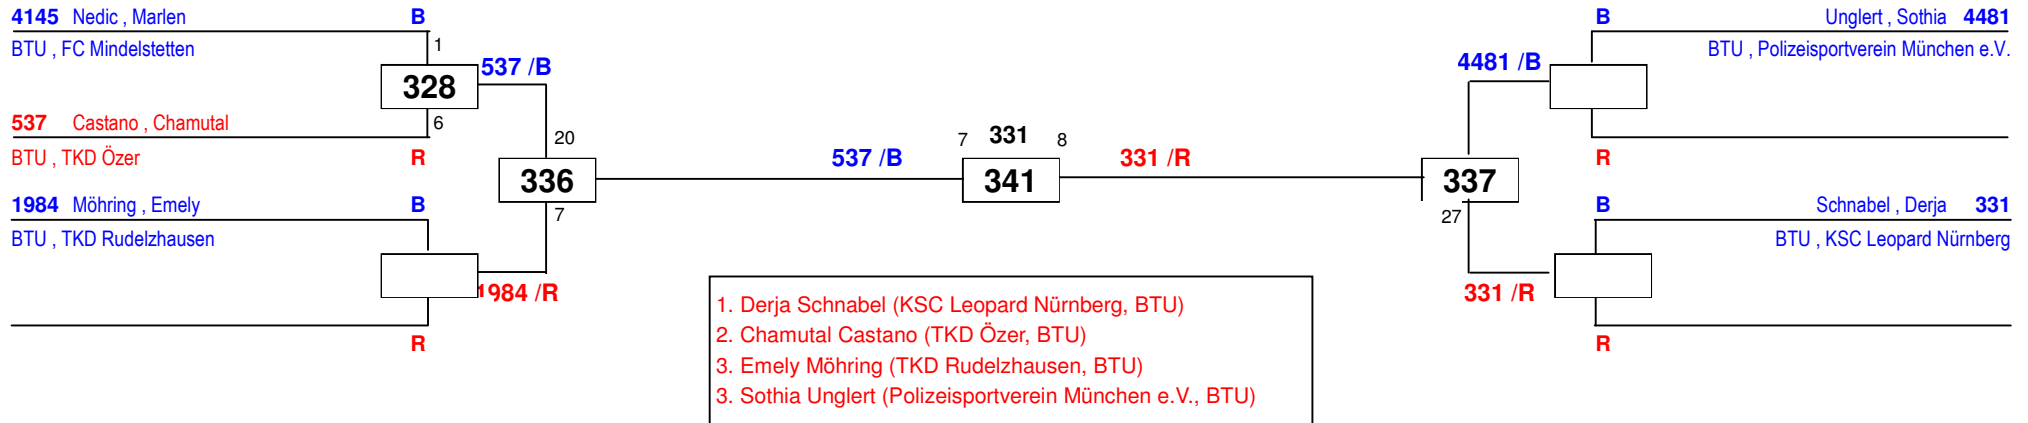 4145 Nedic , Marlen B
BTU , FC Mindelstetten
1
328
537 /B
6
537 Castano , Chamutal
BTU , TKD Özer R
20
336
7
1984 Möhring , Emely B
BTU , TKD Rudelzhausen
1984 /R
R
537 /B
7 331 8
341
331 /R
B Unglert , Sothia 4481
BTU , Polizeisportverein München e.V.
4481 /B
R
337
27
B Schnabel , Derja 331
BTU , KSC Leopard Nürnberg
331 /R
R
1. Derja Schnabel (KSC Leopard Nürnberg, BTU)
2. Chamutal Castano (TKD Özer, BTU)
3. Emely Möhring (TKD Rudelzhausen, BTU)
3. Sothia Unglert (Polizeisportverein München e.V., BTU)